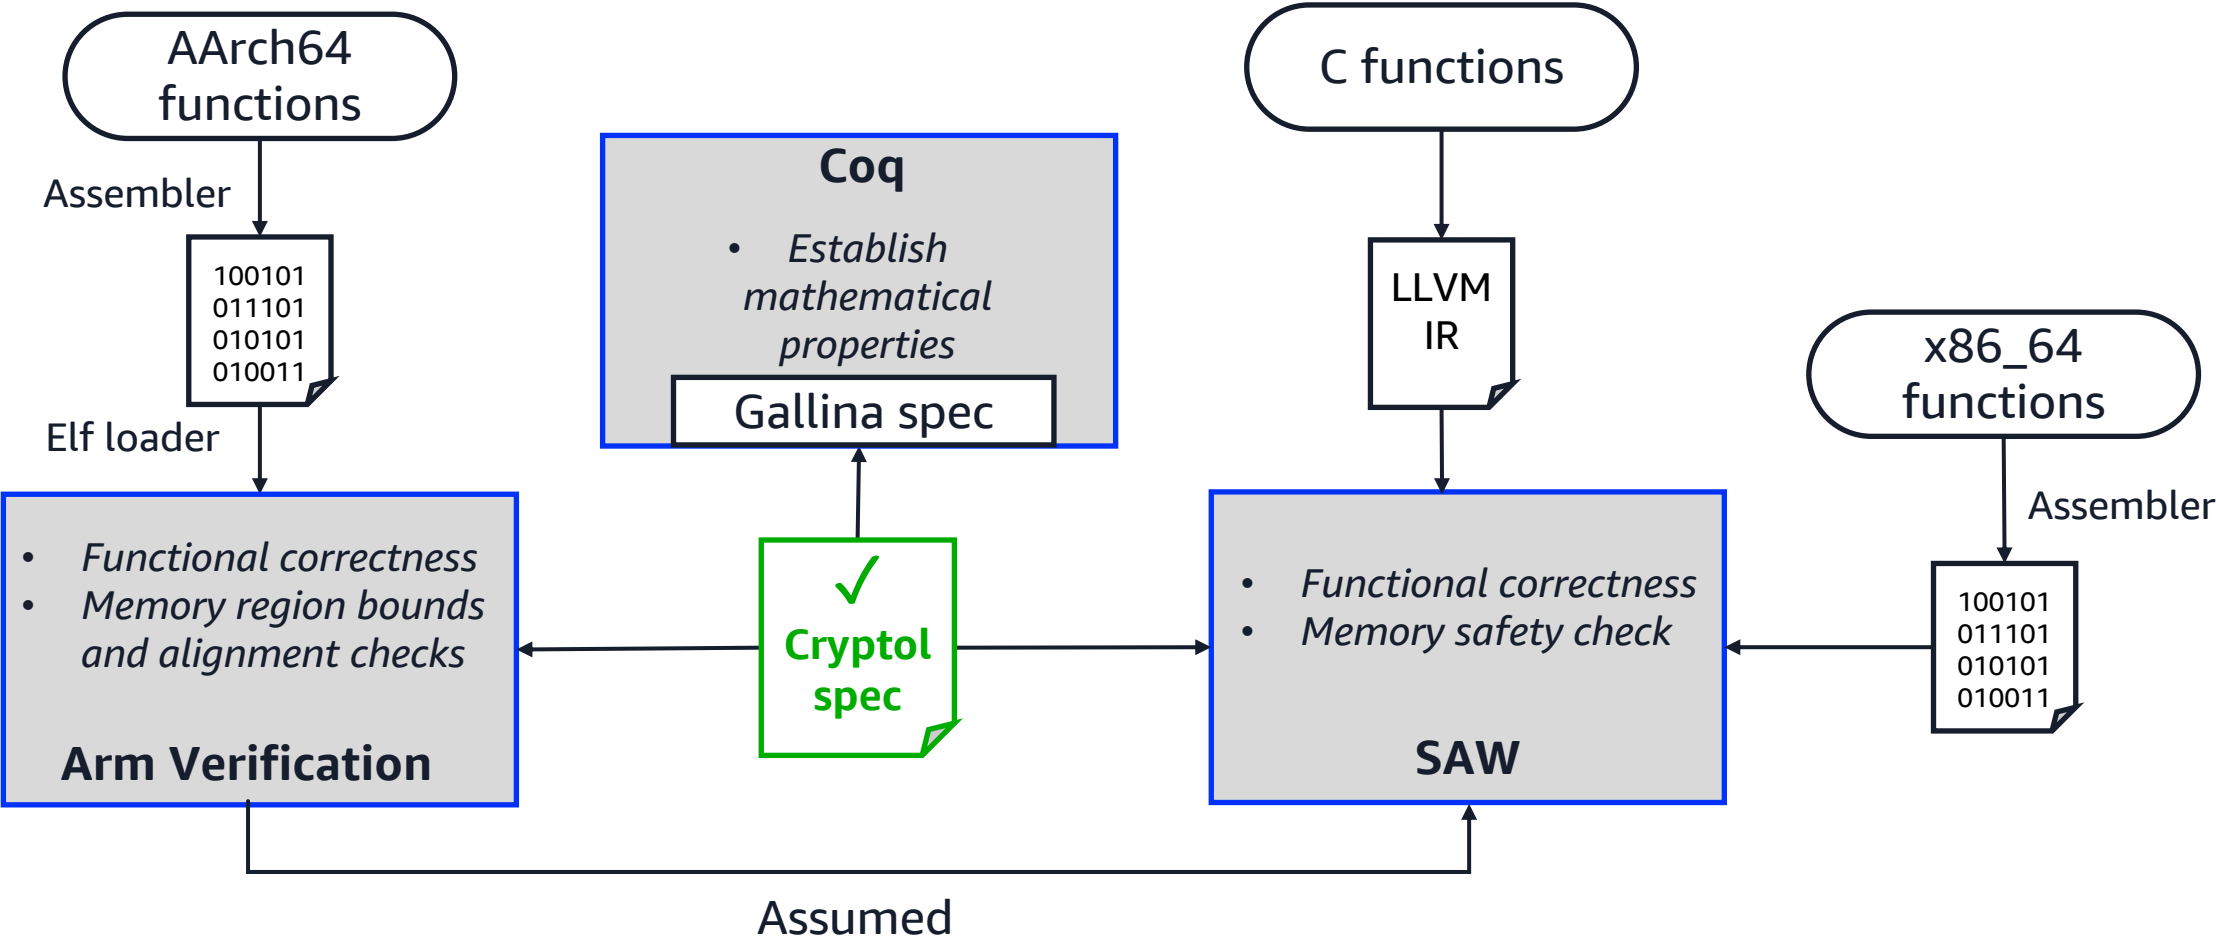 AArch64
functions
Assembler
100101
011101
010101
010011
Elf loader
• Functional correctness
• Memory region bounds
and alignment checks
Arm Verification
Coq
• Establish
mathematical
properties
Gallina spec
✓
Cryptol
spec
C functions
LLVM
IR
• Functional correctness
• Memory safety check
SAW
x86_64
functions
Assembler
100101
011101
010101
010011
Assumed